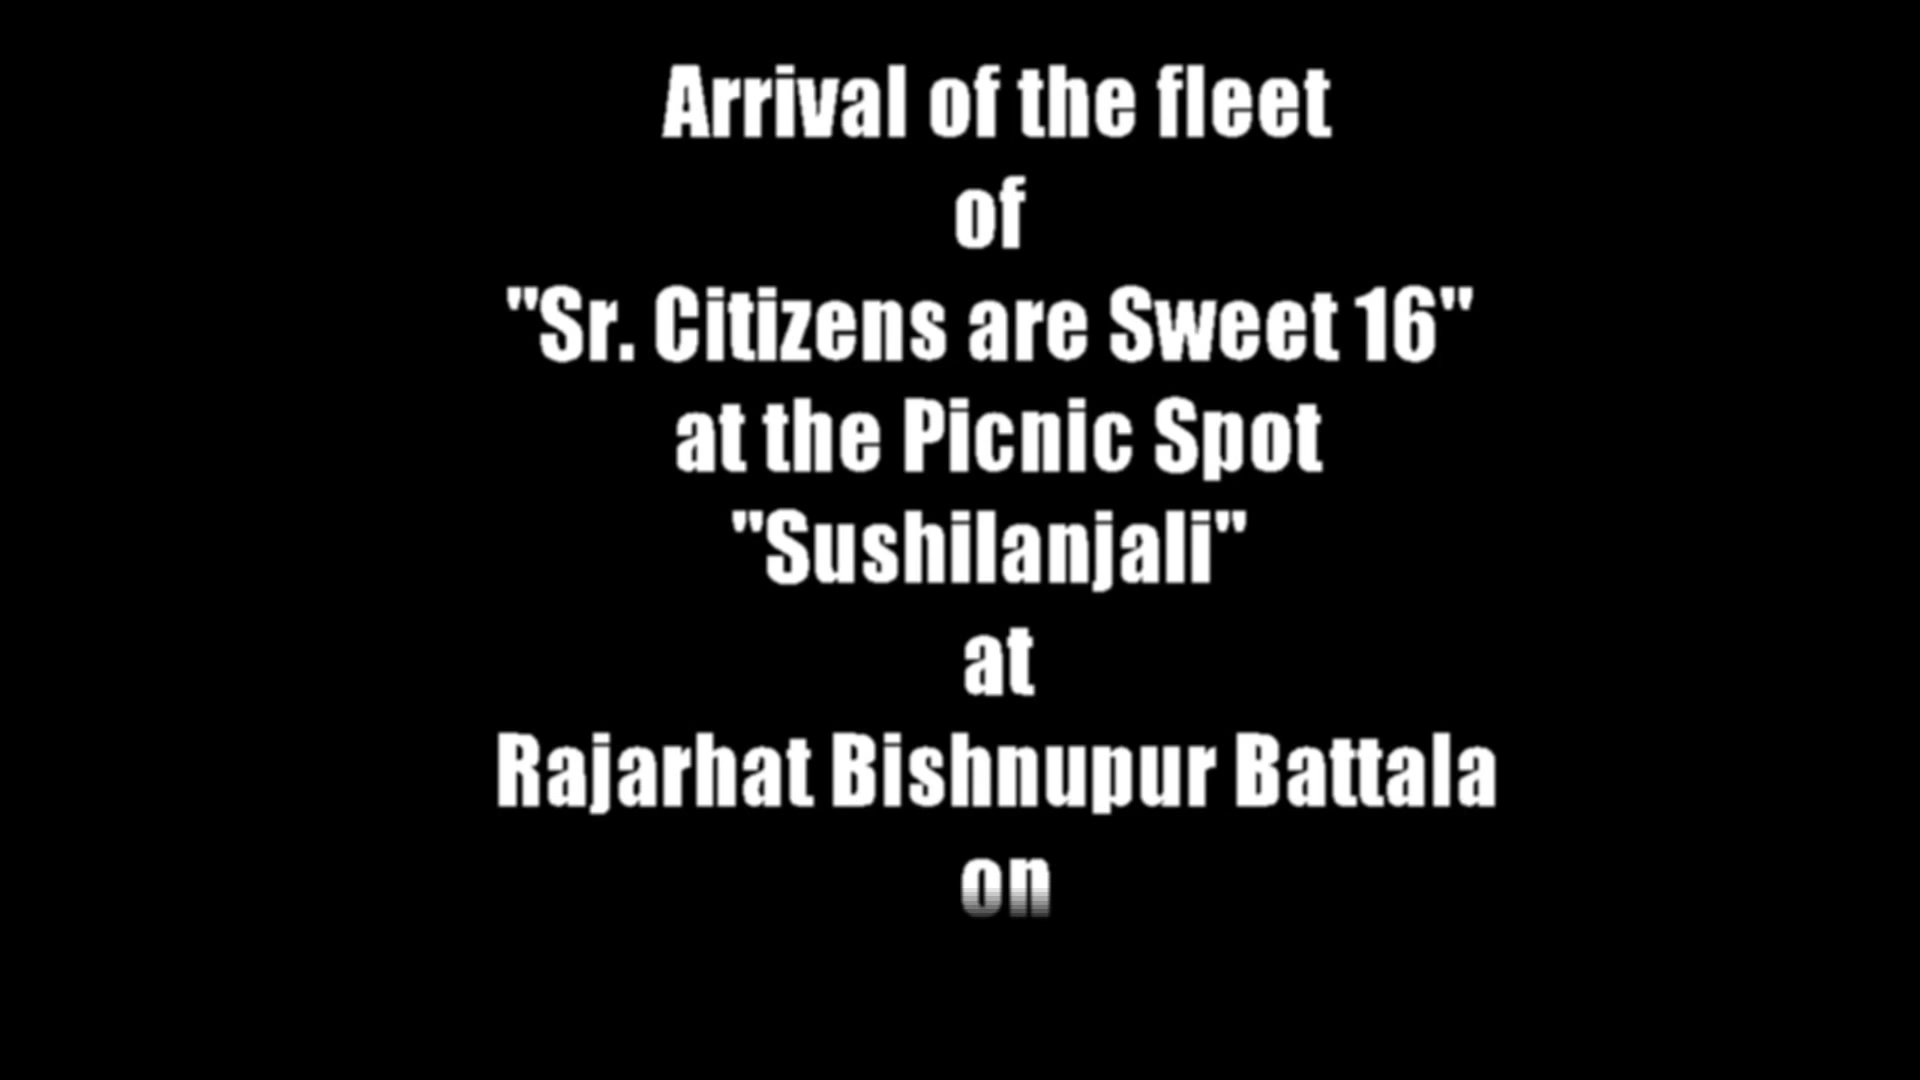 Arrival of the fleet
of
"Sr. Citizens are Sweet 16"
at the Picnic Spot
"Sushilanjali"
at
Rajarhat Bishnupur Battala
on